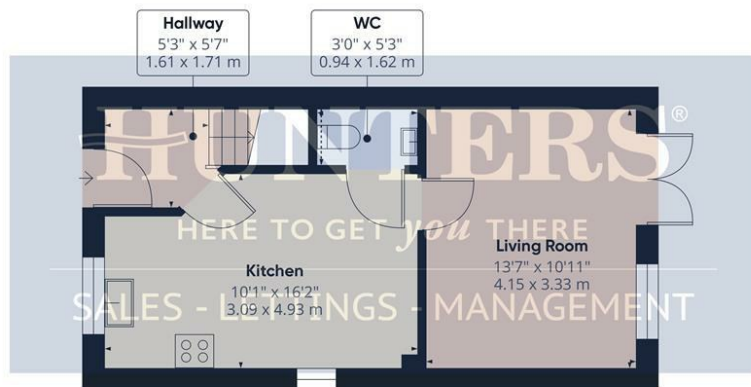 Hallway
5'3" x 5'7"
1.61 x 1.71 m
WC
3'0" x 5'3"
0.94 x 1.62 m
HUNTERS®
HERE TO GET you THERE
Living Room
13'7" x 10'11"
4.15 x 3.33 m
Kitchen
10'1" x 16'2"
3.09 x 4.93 m
SALES - LETTINGS - MANAGEMENT